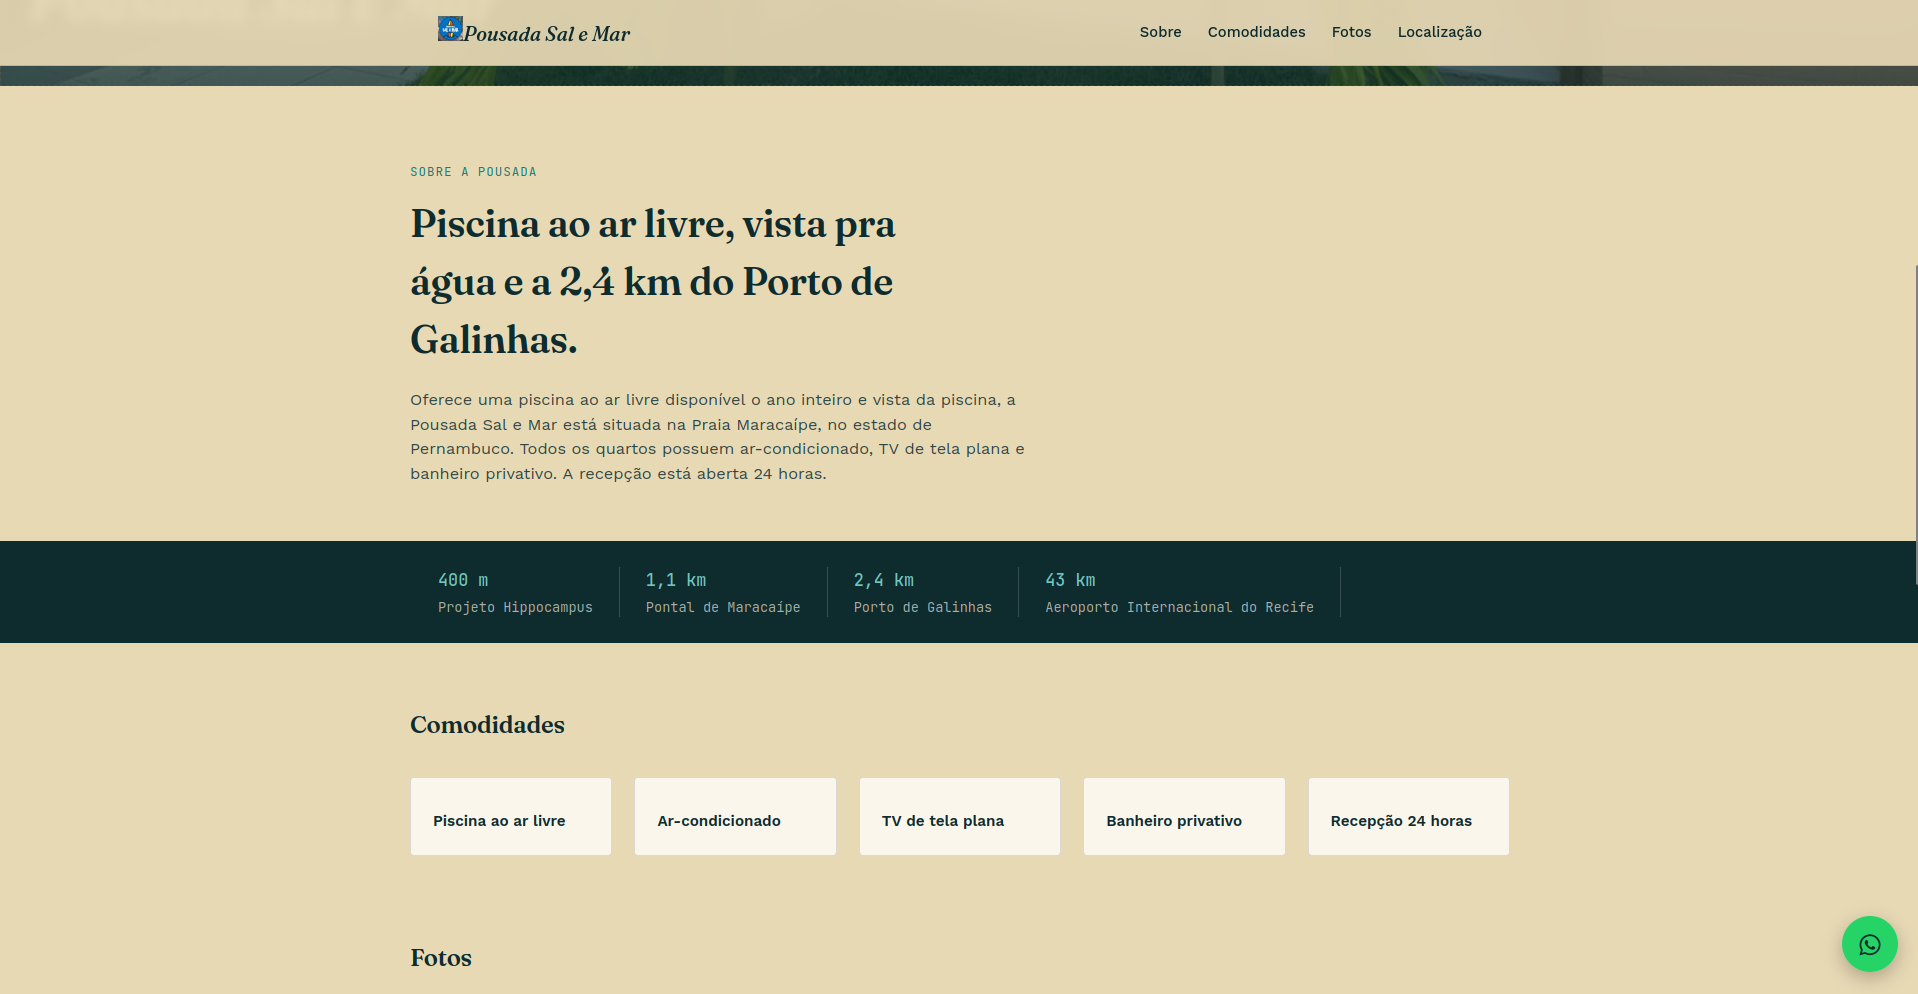 Pousada Sal e Mar
Sobre
Comodidades
Fotos
Localização
SOBRE A POUSADA
Piscina ao ar livre, vista pra
água e a 2,4 km do Porto de
Galinhas.
Oferece uma piscina ao ar livre disponível o ano inteiro e vista da piscina, a
Pousada Sal e Mar está situada na Praia Maracaípe, no estado de
Pernambuco. Todos os quartos possuem ar-condicionado, TV de tela plana e
banheiro privativo. A recepção está aberta 24 horas.
400 m
Projeto Hippocampus
1,1 km
Pontal de Maracaípe
2,4 km
Porto de Galinhas
43 km
Aeroporto Internacional do Recife
Comodidades
Piscina ao ar livre
Ar-condicionado
TV de tela plana
Banheiro privativo
Recepção 24 horas
Fotos